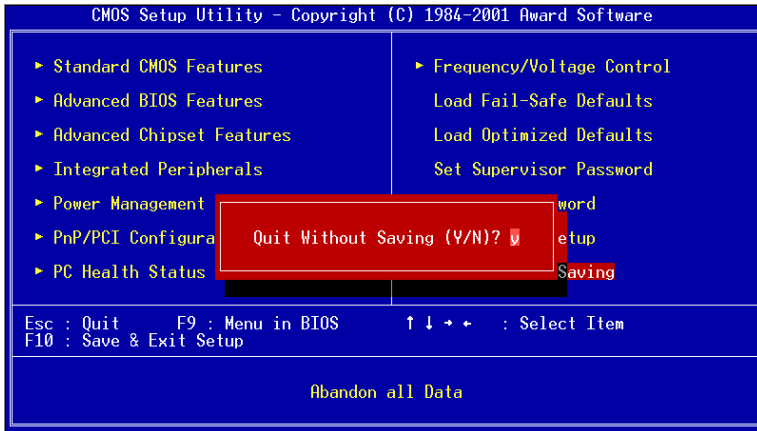 CMOS Setup Utility - Copyright (C) 1984-2001 Award Software
► Standard CMOS Features
► Advanced BIOS Features
► Advanced Chipset Features
► Integrated Peripherals
► Power Management
► PnP/PCI Configura
► PC Health Status
► Frequency/Voltage Control
Load Fail-Safe Defaults
Load Optimized Defaults
Set Supervisor Password
word
etup
Saving
Quit Without Saving (Y/N)? y
Esc : Quit F9 : Menu in BIOS ↑ ↓ → ← : Select Item
F10 : Save & Exit Setup
Abandon all Data